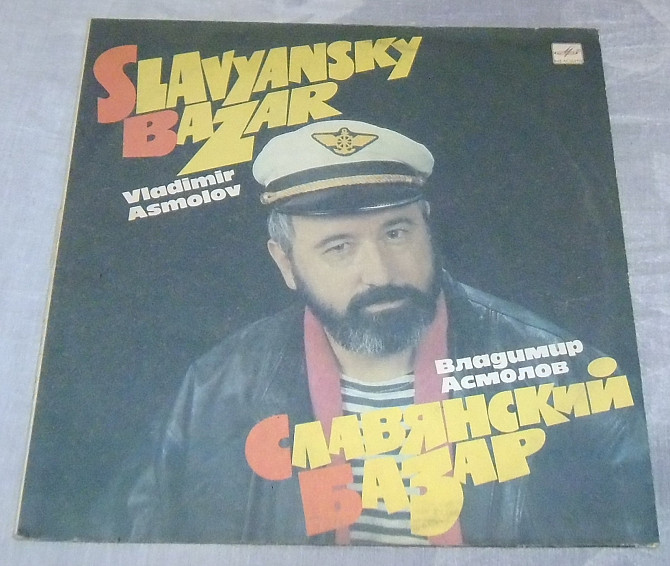 SLAVYANSKY
BAZAR
Vladimir
Asmolov
Владимир
Асмолов
СЛАВЯНСКИЙ
БАЗАР